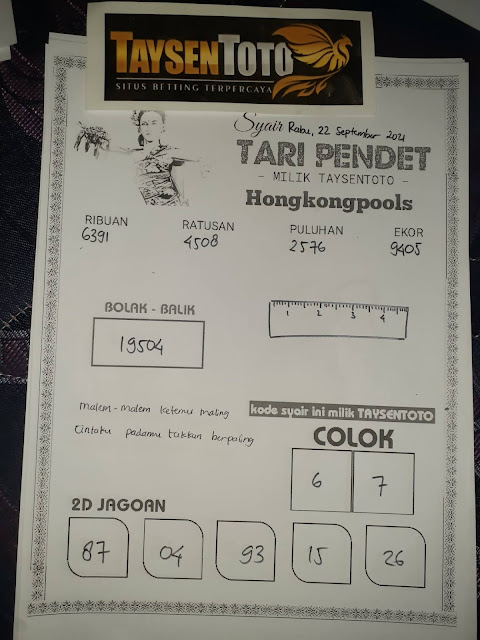 TAYSENTOTO
SITUS BETTING TERPERCAYA
Syair Rabu, 22 September 2021
TARI PENDET
- MILIK TAYSENTOTO -
Hongkongpools
RIBUAN RATUSAN PULUHAN EKOR
6391 4508 2576 9405
BOLAK - BALIK
19504
1 2 3 4
Malem-malem ketemu maling
Cintaku padamu takkan berpaling
kode syair ini milik TAYSENTOTO
COLOK
6 7
2D JAGOAN
87 04 93 15 26